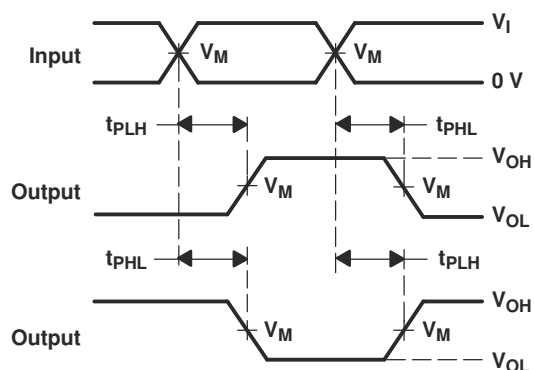 V_I
Input V_M V_M
0 V
t_PLH t_PHL
V_OH
Output V_M V_M
V_OL
t_PHL t_PLH
V_OH
Output V_M V_M
V_OL